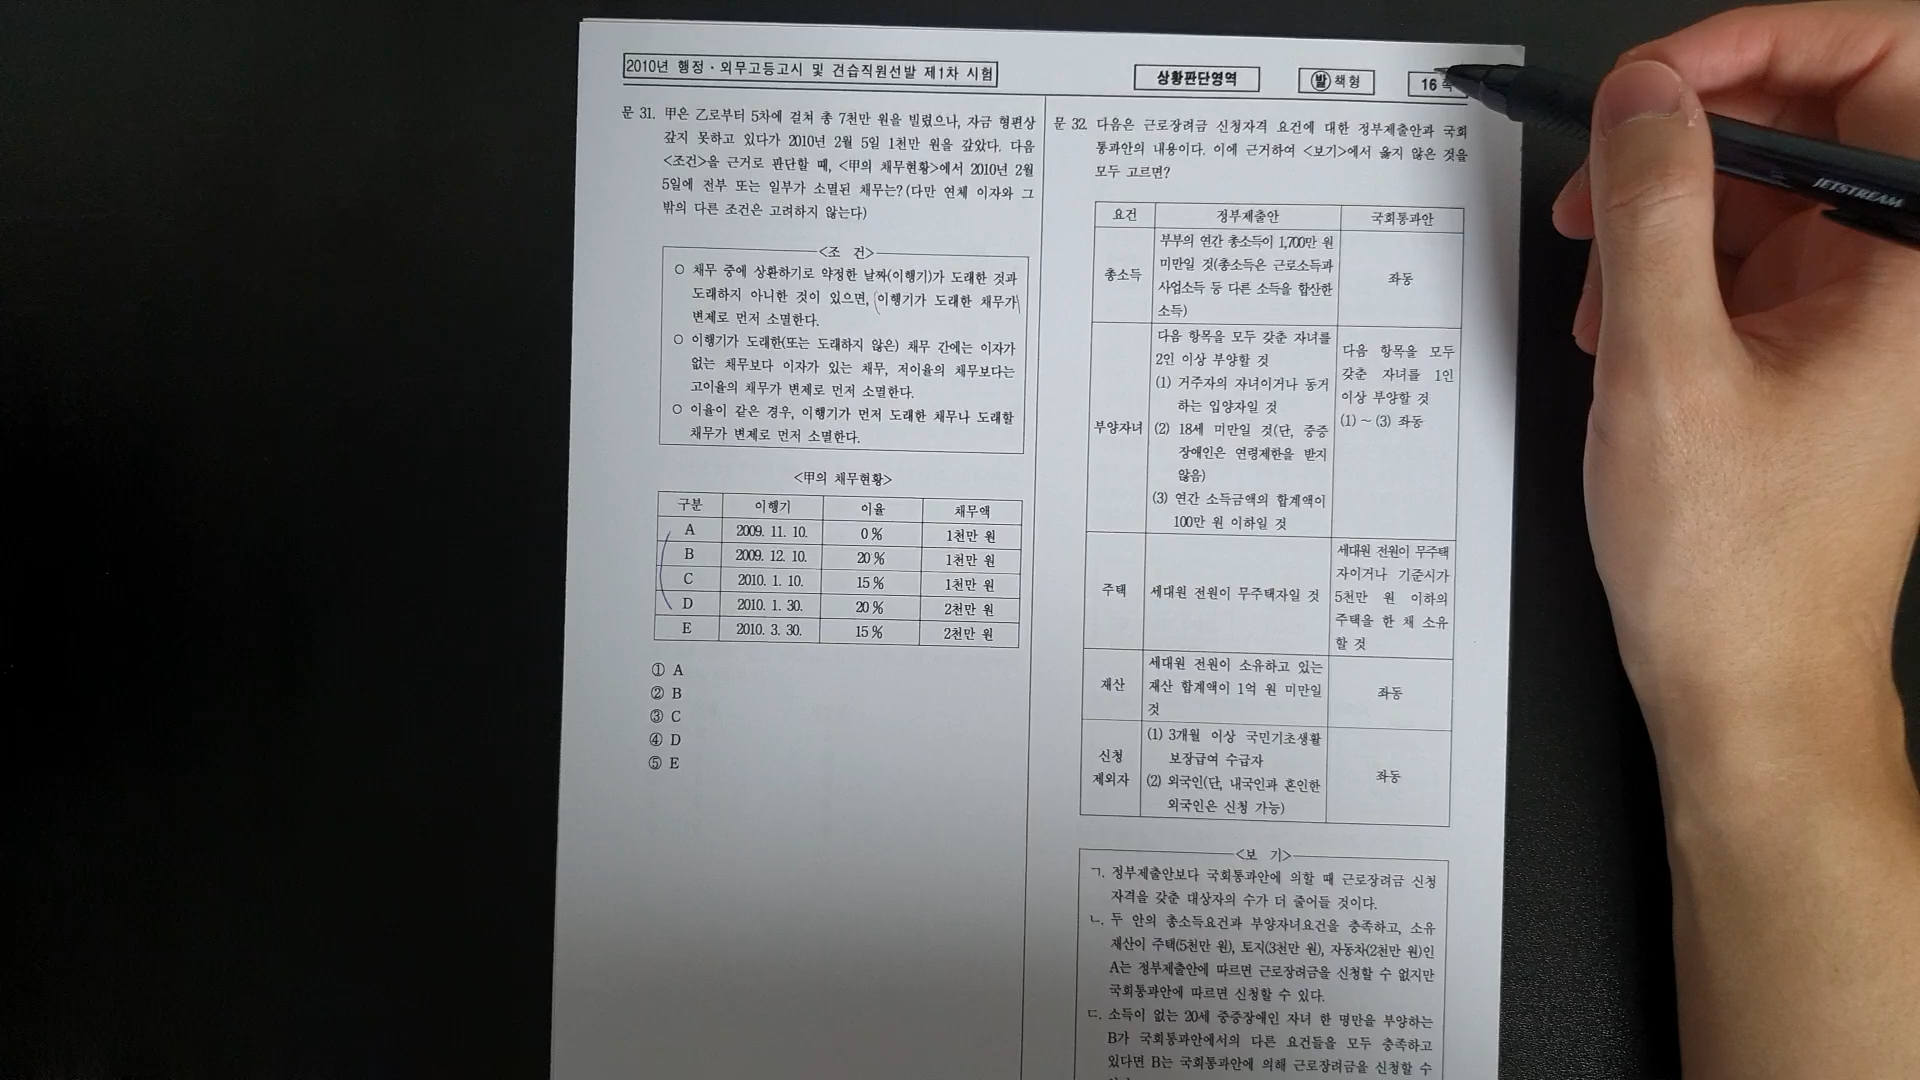 2010년 행정·외무고등고시 및 견습직원선발 제1차 시험
상황판단영역
발 책형
16
문 31. 甲은 乙로부터 5차에 걸쳐 총 7천만 원을 빌렸으나, 자금 형편상
갚지 못하고 있다가 2010년 2월 5일 1천만 원을 갚았다. 다음
<조건>을 근거로 판단할 때, <甲의 채무현황>에서 2010년 2월
5일에 전부 또는 일부가 소멸된 채무는?(다만 연체 이자와 그
밖의 다른 조건은 고려하지 않는다)
<조 건>
○ 채무 중에 상환하기로 약정한 날짜(이행기)가 도래한 것과
도래하지 아니한 것이 있으면, 이행기가 도래한 채무가
변제로 먼저 소멸한다.
○ 이행기가 도래한(또는 도래하지 않은) 채무 간에는 이자가
없는 채무보다 이자가 있는 채무, 저이율의 채무보다는
고이율의 채무가 변제로 먼저 소멸한다.
○ 이율이 같은 경우, 이행기가 먼저 도래한 채무나 도래할
채무가 변제로 먼저 소멸한다.
<甲의 채무현황>
구분 이행기 이율 채무액
A 2009. 11. 10. 0 % 1천만 원
B 2009. 12. 10. 20 % 1천만 원
C 2010. 1. 10. 15 % 1천만 원
D 2010. 1. 30. 20 % 2천만 원
E 2010. 3. 30. 15 % 2천만 원
① A
② B
③ C
④ D
⑤ E
문 32. 다음은 근로장려금 신청자격 요건에 대한 정부제출안과 국회
통과안의 내용이다. 이에 근거하여 <보기>에서 옳지 않은 것을
모두 고르면?
요건 정부제출안 국회통과안
총소득
부부의 연간 총소득이 1,700만 원
미만일 것(총소득은 근로소득과
사업소득 등 다른 소득을 합산한
소득)
좌동
부양자녀
다음 항목을 모두 갖춘 자녀를
2인 이상 부양할 것
(1) 거주자의 자녀이거나 동거
하는 입양자일 것
(2) 18세 미만일 것(단, 중증
장애인은 연령제한을 받지
않음)
(3) 연간 소득금액의 합계액이
100만 원 이하일 것
다음 항목을 모두
갖춘 자녀를 1인
이상 부양할 것
(1) ~ (3) 좌동
주택
세대원 전원이 무주택자일 것
세대원 전원이 무주택
자이거나 기준시가
5천만 원 이하의
주택을 한 채 소유
할 것
재산
세대원 전원이 소유하고 있는
재산 합계액이 1억 원 미만일
것
좌동
신청
제외자
(1) 3개월 이상 국민기초생활
보장급여 수급자
(2) 외국인(단, 내국인과 혼인한
외국인은 신청 가능)
좌동
<보 기>
ㄱ. 정부제출안보다 국회통과안에 의할 때 근로장려금 신청
자격을 갖춘 대상자의 수가 더 줄어들 것이다.
ㄴ. 두 안의 총소득요건과 부양자녀요건을 충족하고, 소유
재산이 주택(5천만 원), 토지(3천만 원), 자동차(2천만 원)인
A는 정부제출안에 따르면 근로장려금을 신청할 수 없지만
국회통과안에 따르면 신청할 수 있다.
ㄷ. 소득이 없는 20세 중증장애인 자녀 한 명만을 부양하는
B가 국회통과안에서의 다른 요건들을 모두 충족하고
있다면 B는 국회통과안에 의해 근로장려금을 신청할 수
JETSTREAM